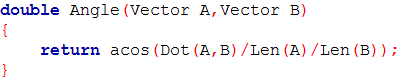 double Angle(Vector A,Vector B)
{
    return acos(Dot(A,B)/Len(A)/Len(B));
}